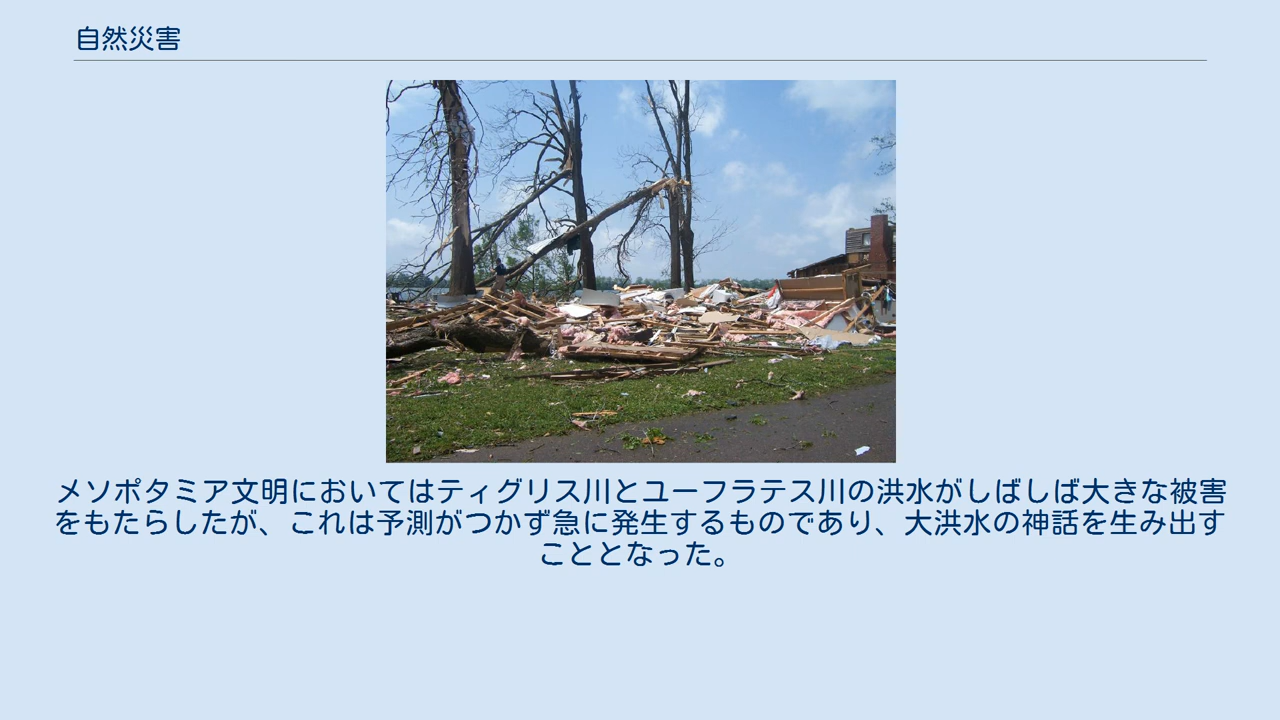 自然災害
メソポタミア文明においてはティグリス川とユーフラテス川の洪水がしばしば大きな被害
をもたらしたが、これは予測がつかず急に発生するものであり、大洪水の神話を生み出す
こととなった。